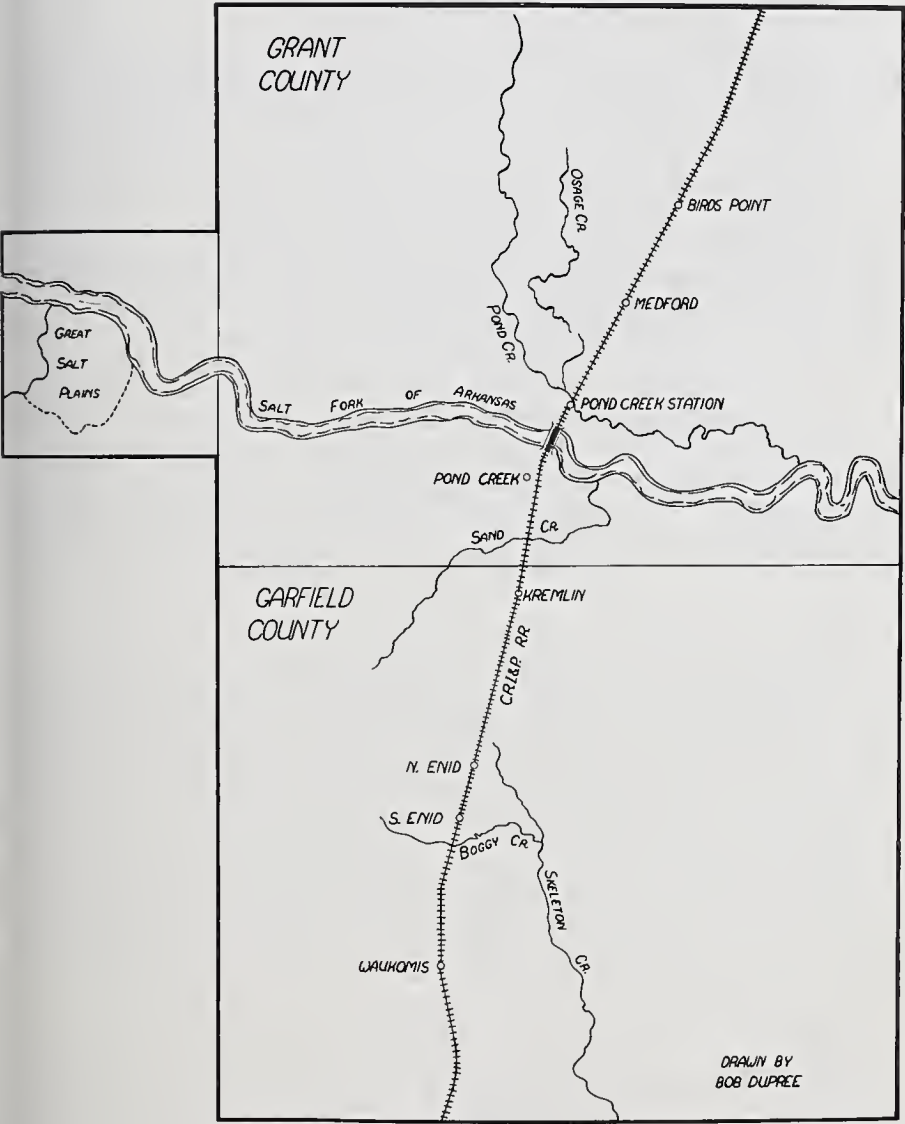 GRANT
COUNTY
OSAGE CR.
BIRDS POINT
MEDFORD
POND CR.
GREAT
SALT
PLAINS
SALT FORK OF ARKANSAS
POND CREEK STATION
POND CREEK
SAND CR.
GARFIELD
COUNTY
KREMLIN
C.R.I.&P. RR
N. ENID
S. ENID
BOGGY CR.
SKELETON CR.
WAUKOMIS
DRAWN BY
BOB DUPREE